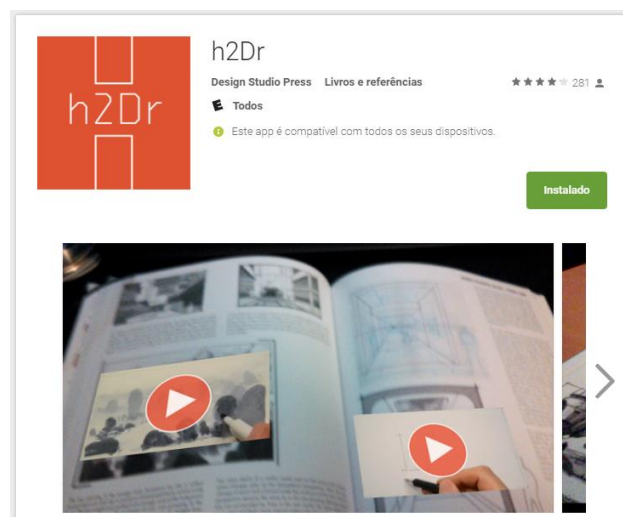 h2Dr
h2Dr
Design Studio Press Livros e referências
281
Todos
Este app é compatível com todos os seus dispositivos.
Instalado